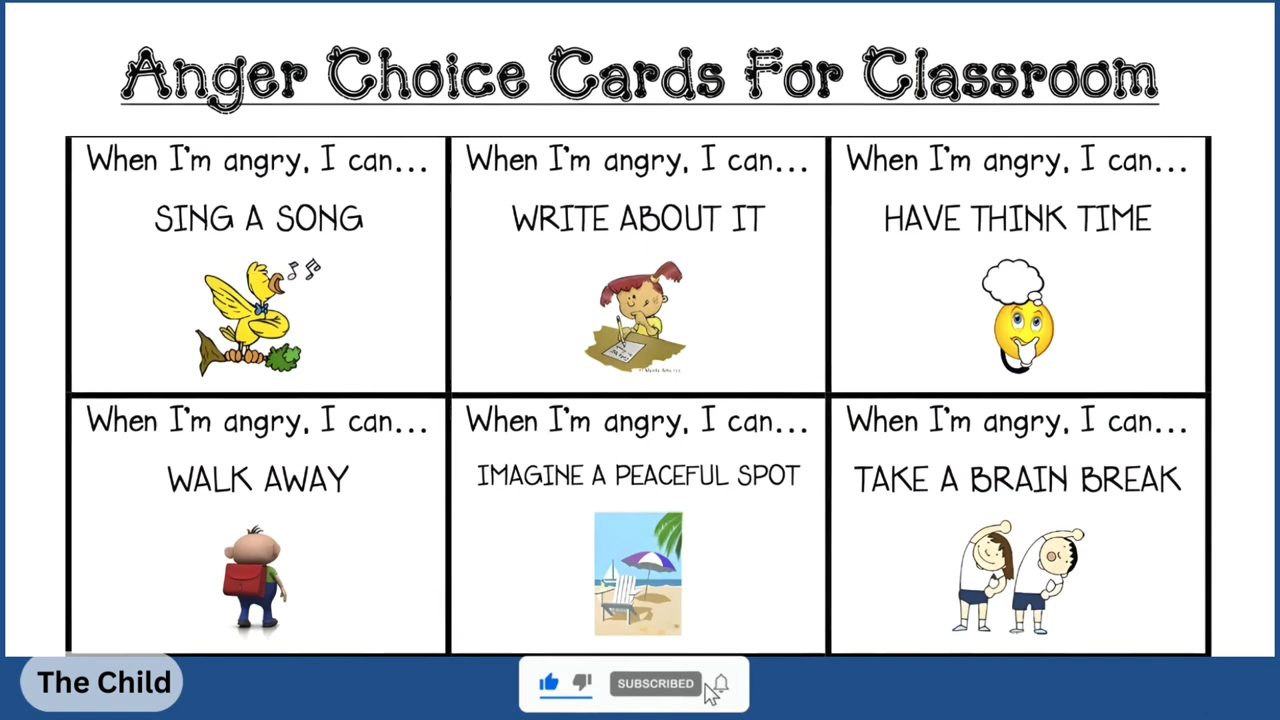 Anger Choice Cards For Classroom
When I'm angry, I can...
SING A SONG
When I'm angry, I can...
WRITE ABOUT IT
When I'm angry, I can...
HAVE THINK TIME
When I'm angry, I can...
WALK AWAY
When I'm angry, I can...
IMAGINE A PEACEFUL SPOT
When I'm angry, I can...
TAKE A BRAIN BREAK
The Child
SUBSCRIBED